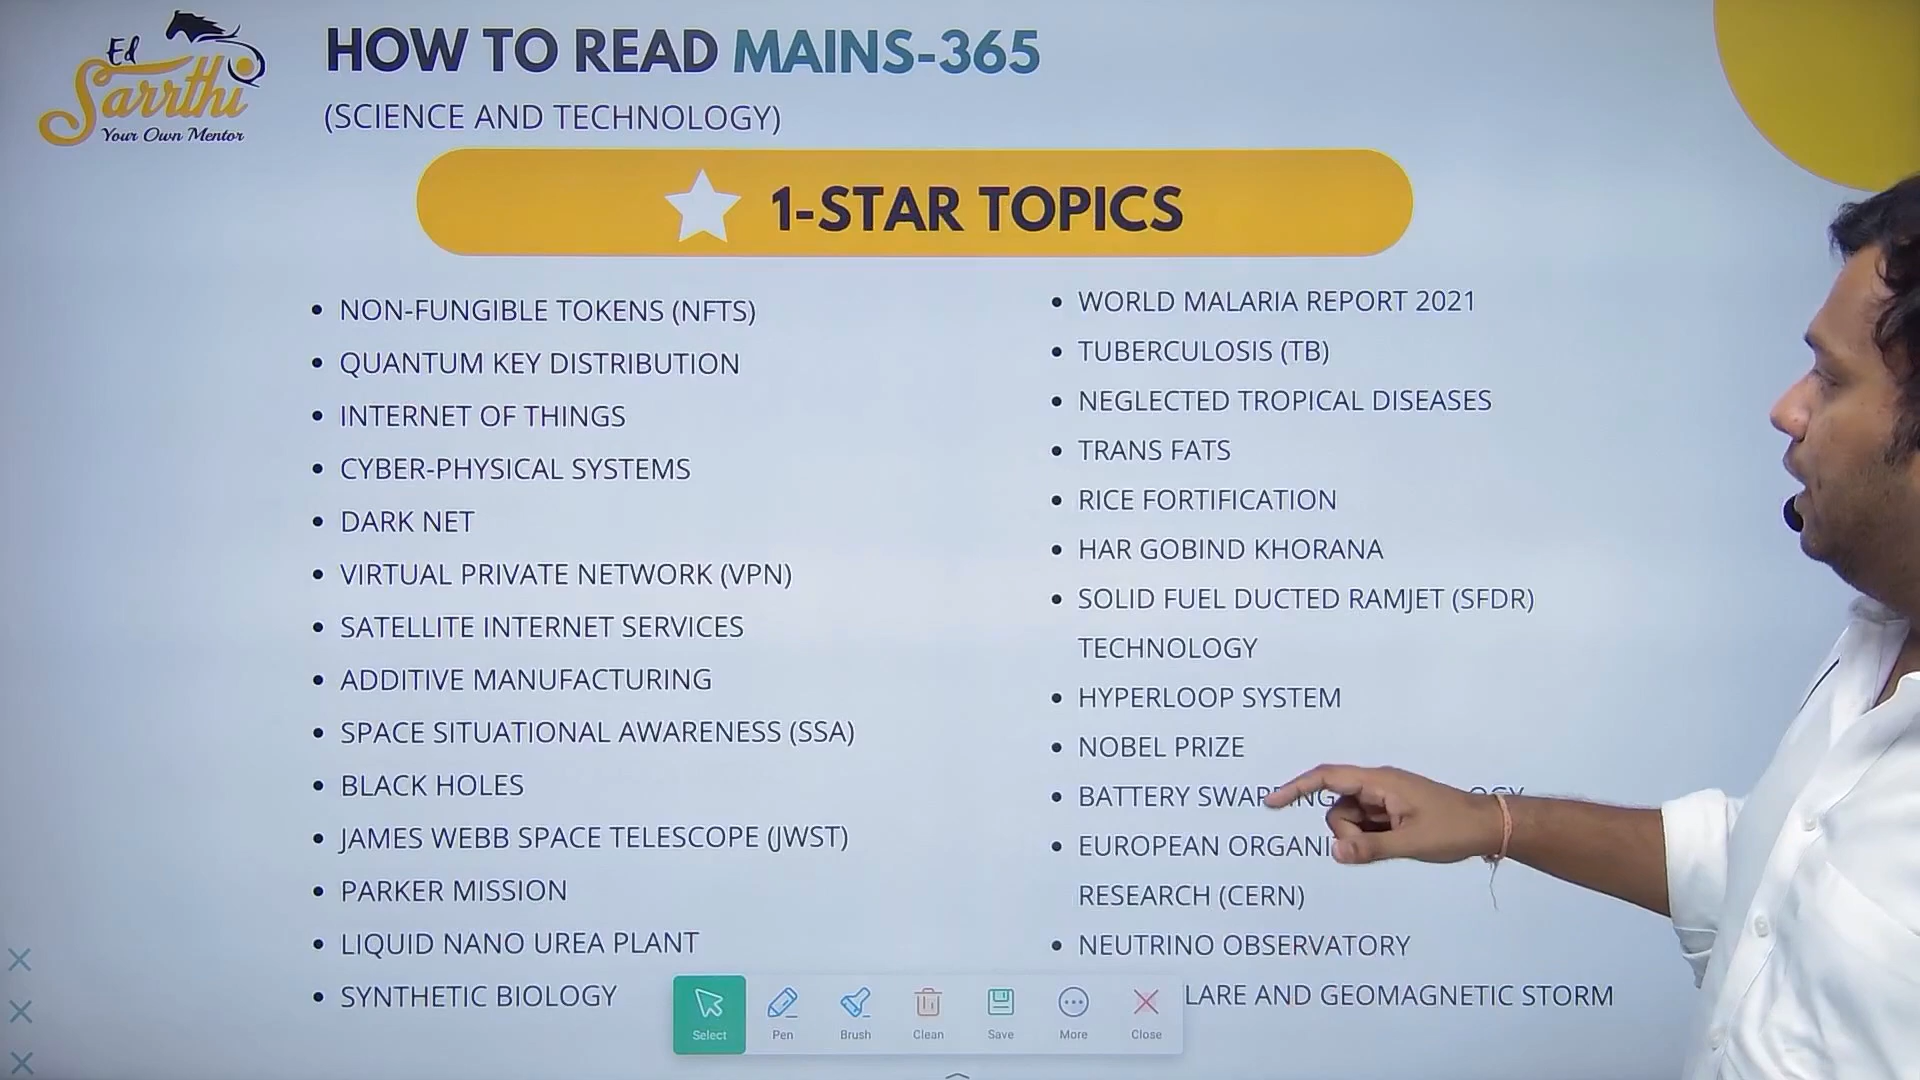 Ed
Sarrthi
Your Own Mentor
HOW TO READ MAINS-365
(SCIENCE AND TECHNOLOGY)
1-STAR TOPICS
• NON-FUNGIBLE TOKENS (NFTS)
• QUANTUM KEY DISTRIBUTION
• INTERNET OF THINGS
• CYBER-PHYSICAL SYSTEMS
• DARK NET
• VIRTUAL PRIVATE NETWORK (VPN)
• SATELLITE INTERNET SERVICES
• ADDITIVE MANUFACTURING
• SPACE SITUATIONAL AWARENESS (SSA)
• BLACK HOLES
• JAMES WEBB SPACE TELESCOPE (JWST)
• PARKER MISSION
• LIQUID NANO UREA PLANT
• SYNTHETIC BIOLOGY
• WORLD MALARIA REPORT 2021
• TUBERCULOSIS (TB)
• NEGLECTED TROPICAL DISEASES
• TRANS FATS
• RICE FORTIFICATION
• HAR GOBIND KHORANA
• SOLID FUEL DUCTED RAMJET (SFDR)
TECHNOLOGY
• HYPERLOOP SYSTEM
• NOBEL PRIZE
• BATTERY
• EUROPEAN
RESEARCH (CERN)
• NEUTRINO OBSERVATORY
AND GEOMAGNETIC STORM
Select
Pen
Brush
Clean
Save
More
Close